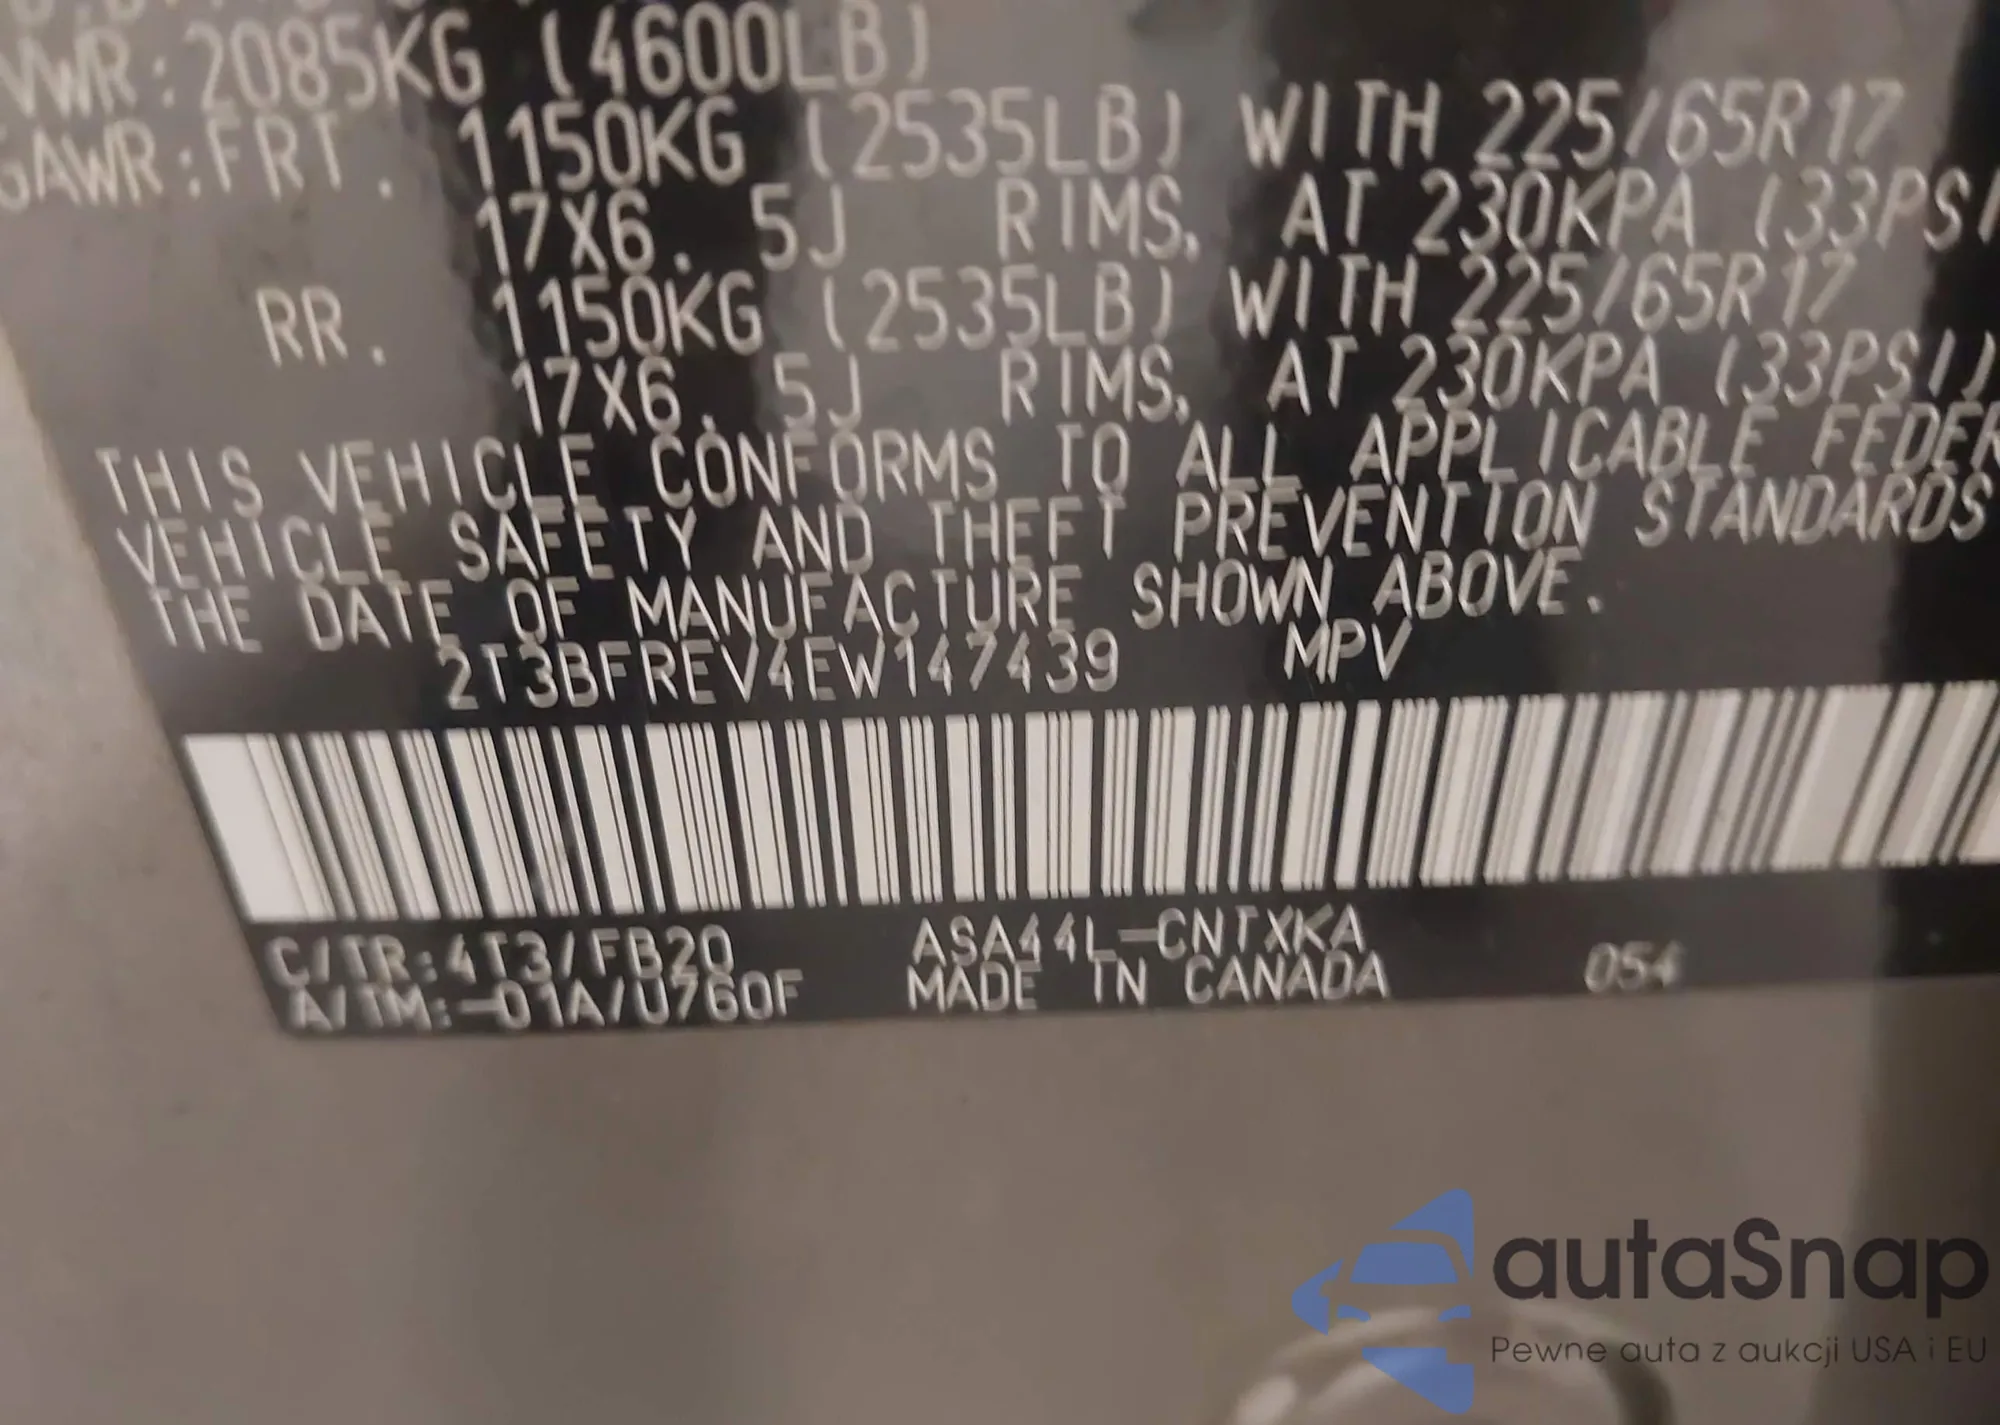 VWR: 2085KG (4600LB)
GAWR: FRT. 1150KG (2535LB) WITH 225/65R17
17X6.5J RIMS, AT 230KPA (33PSI
RR. 1150KG (2535LB) WITH 225/65R17
17X6.5J RIMS, AT 230KPA (33PSI)
THIS VEHICLE CONFORMS TO ALL APPLICABLE FEDER
VEHICLE SAFETY AND THEFT PREVENTION STANDARDS
THE DATE OF MANUFACTURE SHOWN ABOVE.
2T3BFREV4EW147439 MPV
C/TR: 4T3/FB20 ASA44L-CNTXKA
A/TM: -01A/U760F MADE IN CANADA 054
autaSnap
Pewne auta z aukcji USA i EU